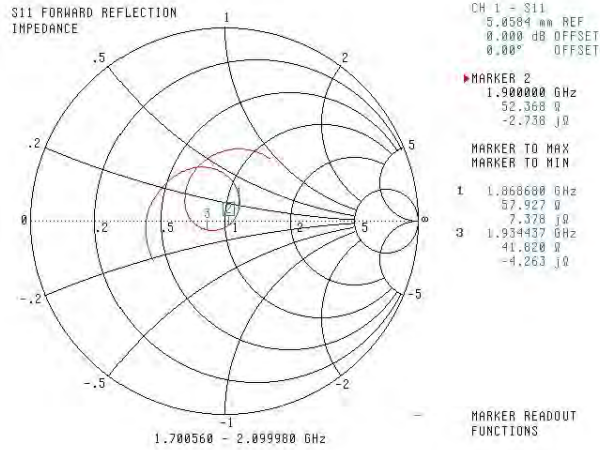 S11 FORWARD REFLECTION
IMPEDANCE
CH 1 - S11
5.0584 mm REF
0.000 dB OFFSET
0.00° OFFSET
▶MARKER 2
1.900000 GHz
52.368 Ω
-2.738 jΩ
MARKER TO MAX
MARKER TO MIN
1 1.868680 GHz
57.927 Ω
7.378 jΩ
3 1.934437 GHz
41.820 Ω
-4.263 jΩ
1
.5
2
.2
5
1
2
3
0
.2
.5
1
2
5
∞
-.2
-5
-.5
-2
-1
1.700560 - 2.099980 GHz
MARKER READOUT
FUNCTIONS